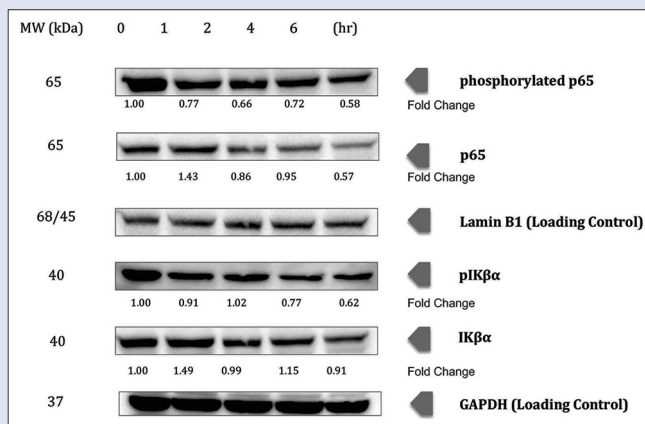 MW (kDa) 0 1 2 4 6 (hr)
65 phosphorylated p65
1.00 0.77 0.66 0.72 0.58 Fold Change
65 p65
1.00 1.43 0.86 0.95 0.57 Fold Change
68/45 Lamin B1 (Loading Control)
40 pIKβα
1.00 0.91 1.02 0.77 0.62 Fold Change
40 IKβα
1.00 1.49 0.99 1.15 0.91 Fold Change
37 GAPDH (Loading Control)